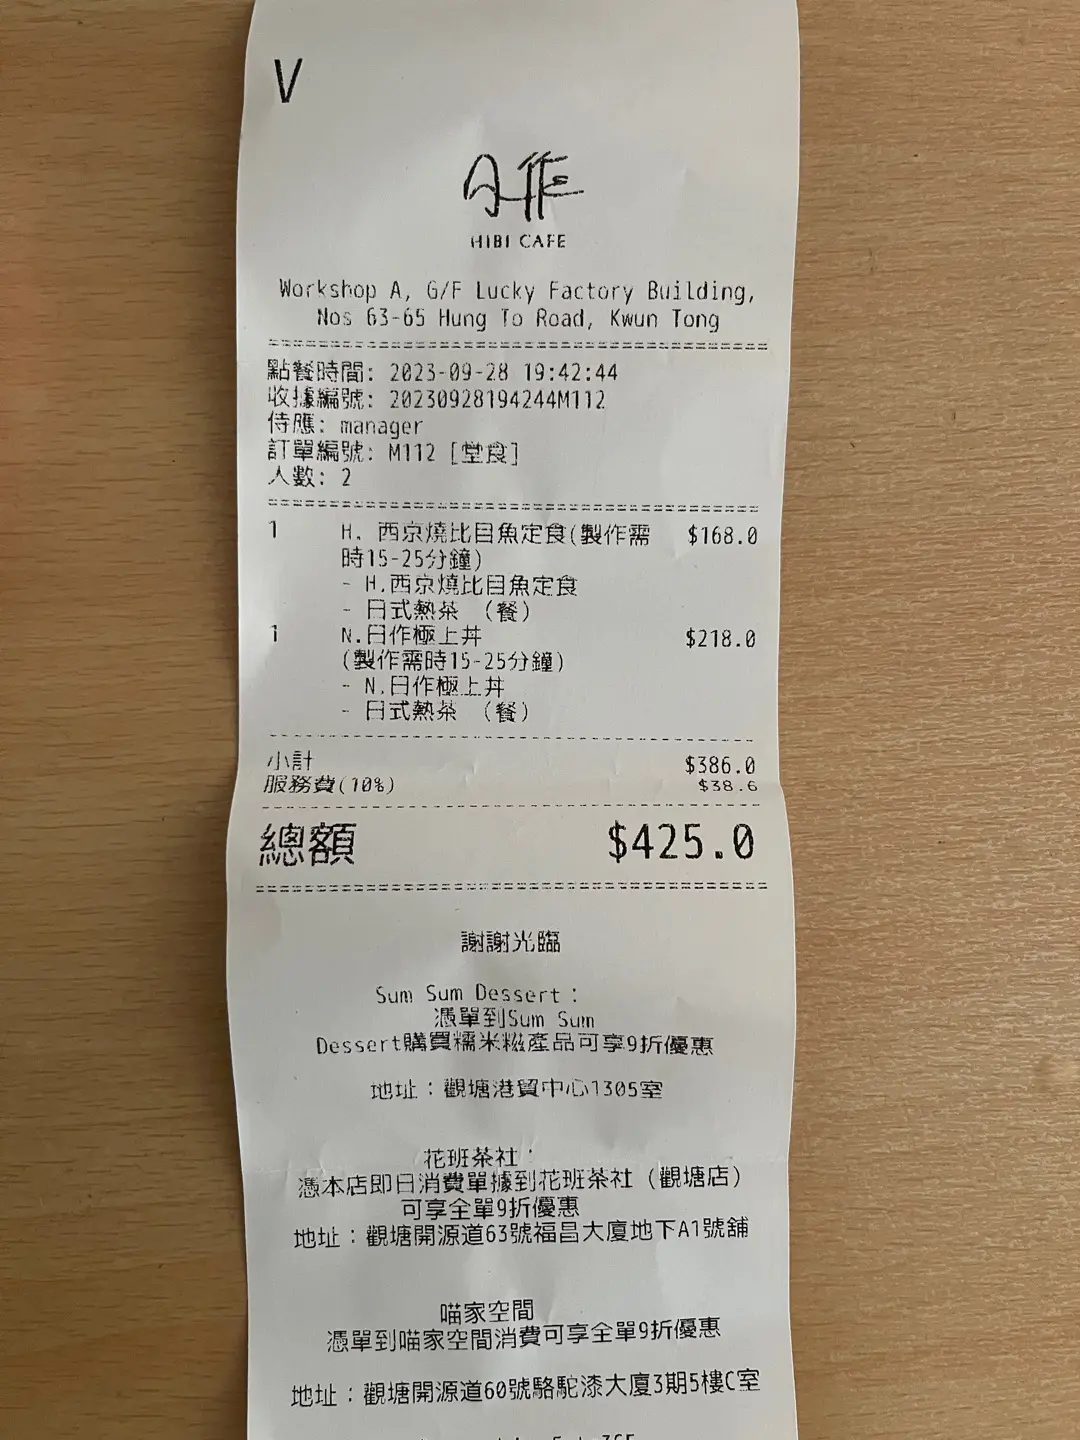 V
日作
HIBI CAFE
Workshop A, G/F Lucky Factory Building,
Nos 63-65 Hung To Road, Kwun Tong
點餐時間: 2023-09-28 19:42:44
收據編號: 20230928194244M112
侍應: manager
訂單編號: M112 [堂食]
人數: 2
1 H. 西京燒比目魚定食(製作需 $168.0
時15-25分鐘)
- H.西京燒比目魚定食
- 日式熱茶 (餐)
1 N.日作極上丼 $218.0
(製作需時15-25分鐘)
- N.日作極上丼
- 日式熱茶 (餐)
小計 $386.0
服務費(10%) $38.6
總額 $425.0
謝謝光臨
Sum Sum Dessert：
憑單到Sum Sum
Dessert購買糯米糍產品可享9折優惠
地址：觀塘港貿中心1305室
花班茶社：
憑本店即日消費單據到花班茶社（觀塘店）
可享全單9折優惠
地址：觀塘開源道63號福昌大廈地下A1號舖
喵家空間
憑單到喵家空間消費可享全單9折優惠
地址：觀塘開源道60號駱駝漆大廈3期5樓C室